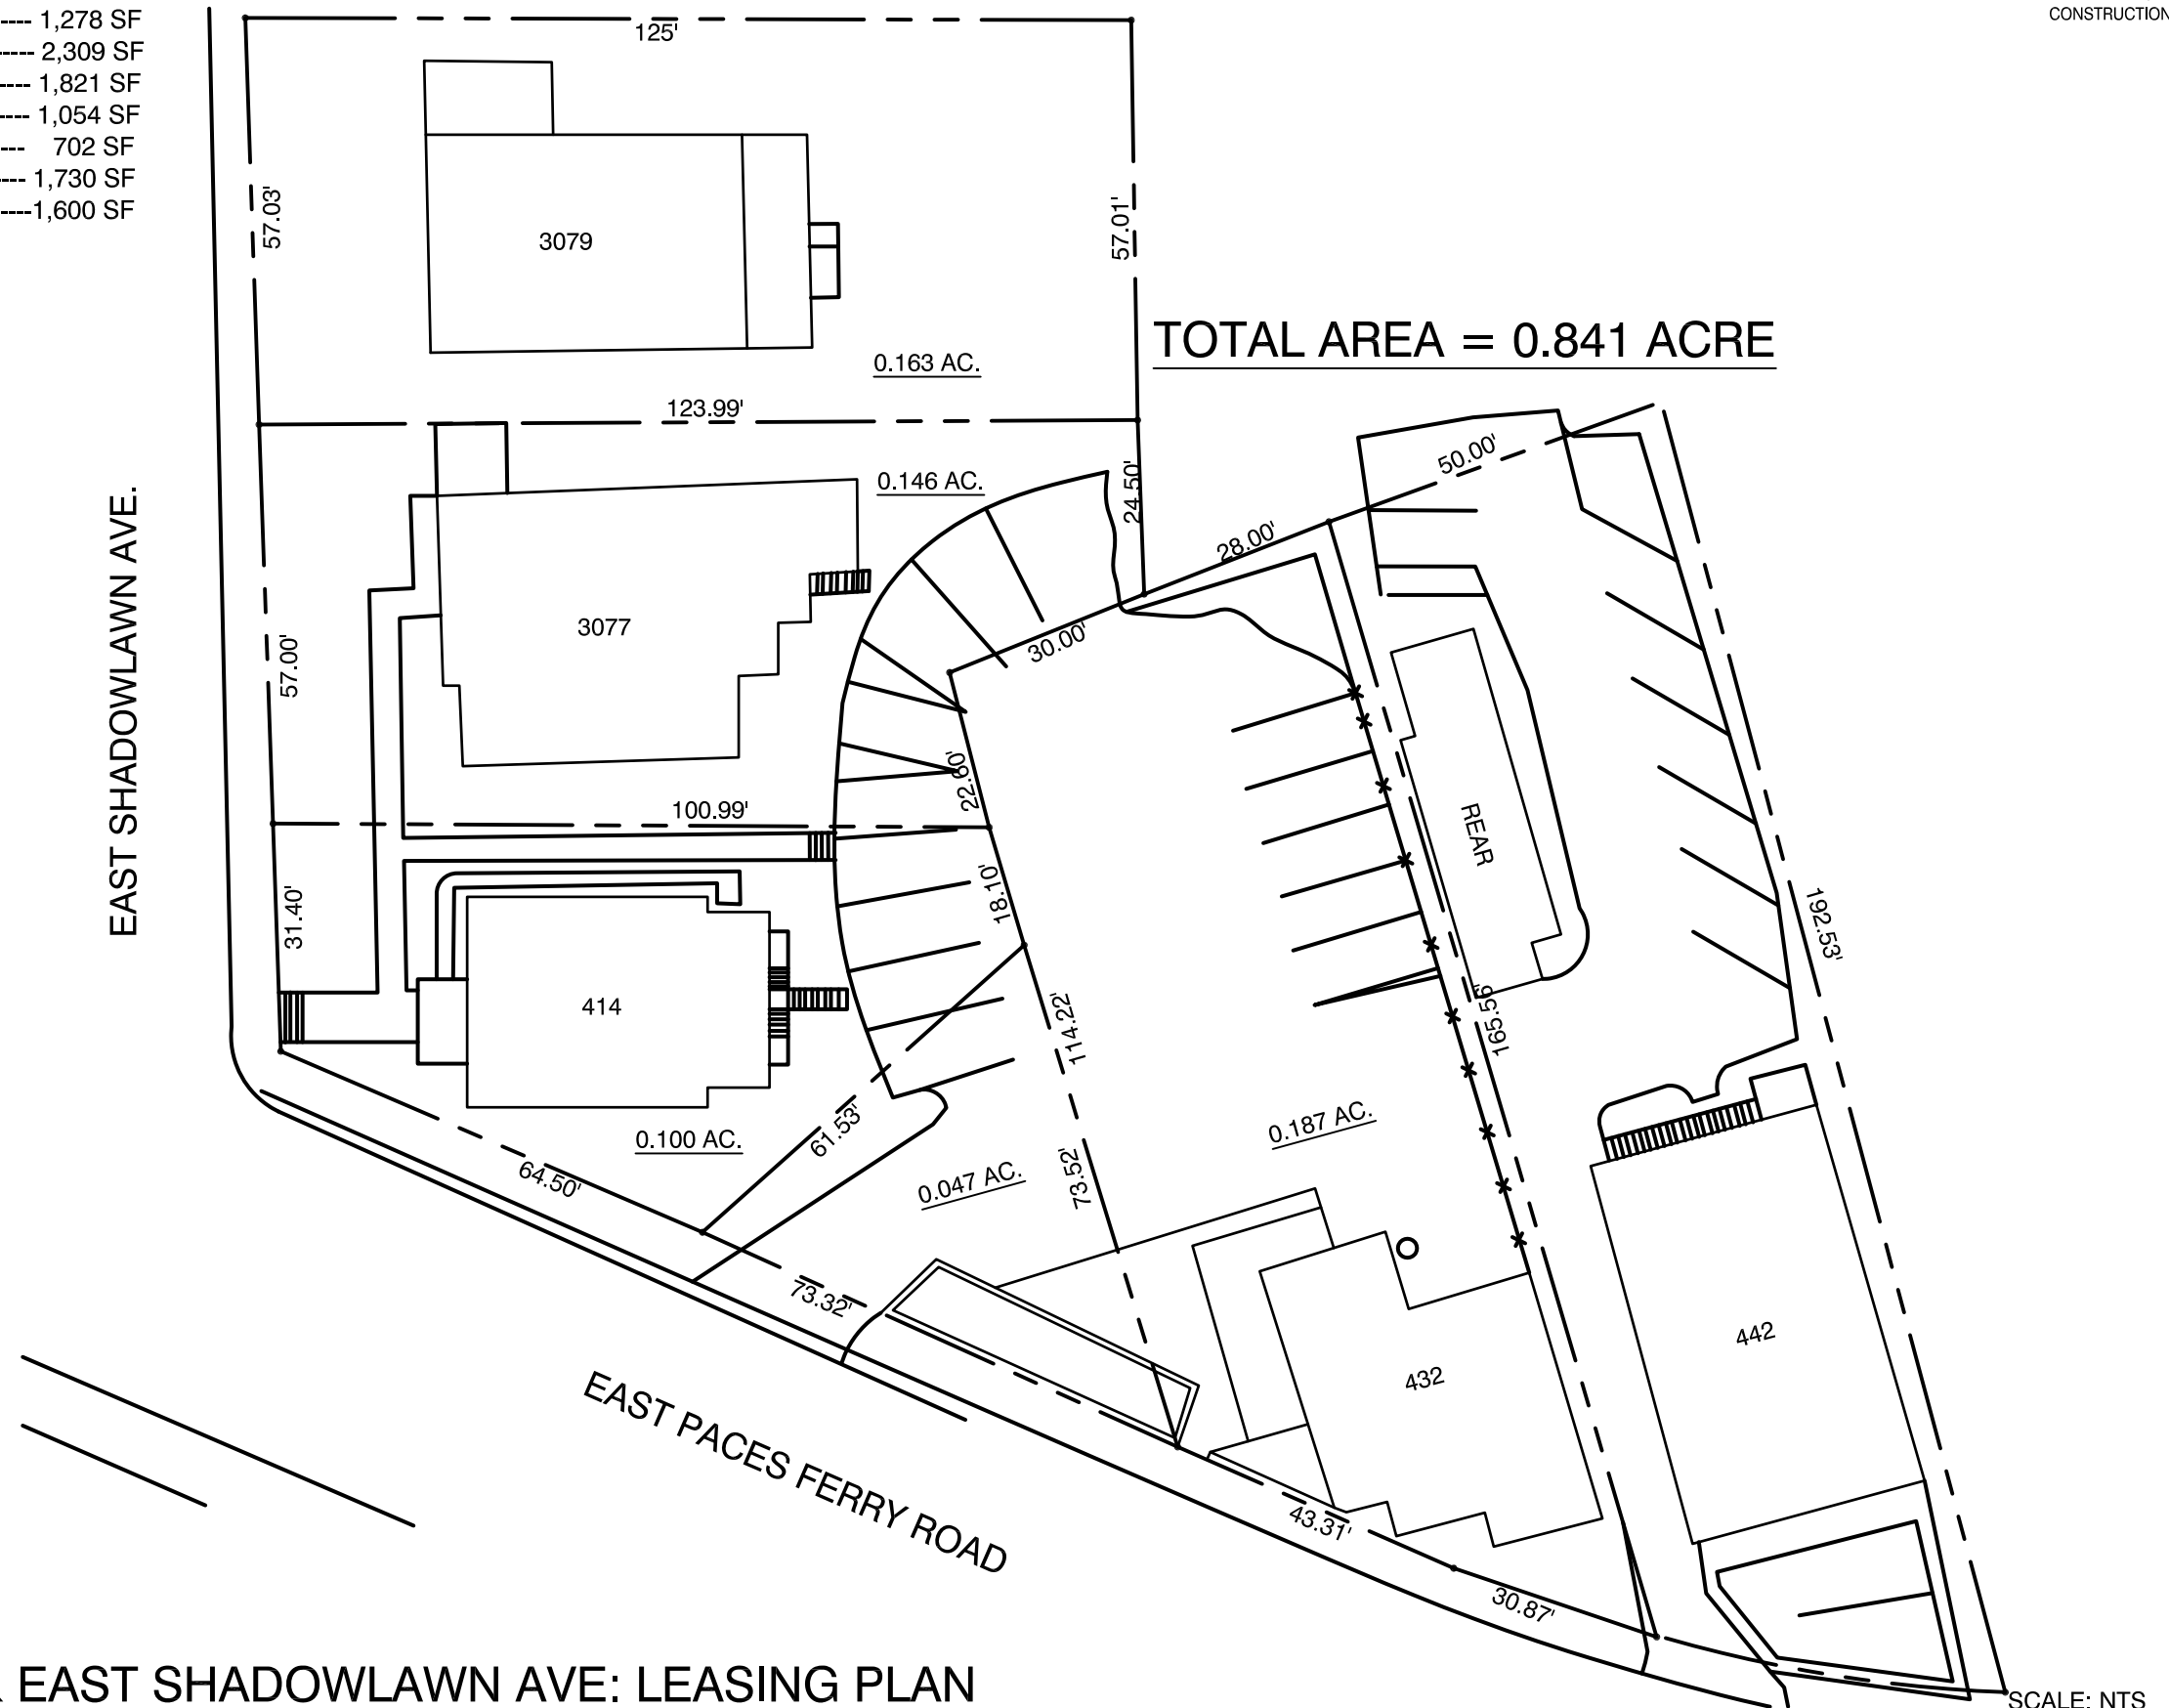 ---- 1,278 SF
----- 2,309 SF
---- 1,821 SF
---- 1,054 SF
--- 702 SF
---- 1,730 SF
----1,600 SF
CONSTRUCTION
125'
57.03'
57.01'
3079
0.163 AC.
TOTAL AREA = 0.841 ACRE
123.99'
0.146 AC.
24.50'
50.00'
28.00'
30.00'
EAST SHADOWLAWN AVE.
57.00'
3077
22.60'
100.99'
REAR
18.10'
31.40'
192.53'
414
114.22'
165.56'
61.53'
0.100 AC.
0.187 AC.
64.50'
0.047 AC.
73.52'
73.32'
442
432
EAST PACES FERRY ROAD
43.31'
30.87'
EAST SHADOWLAWN AVE: LEASING PLAN
SCALE: NTS